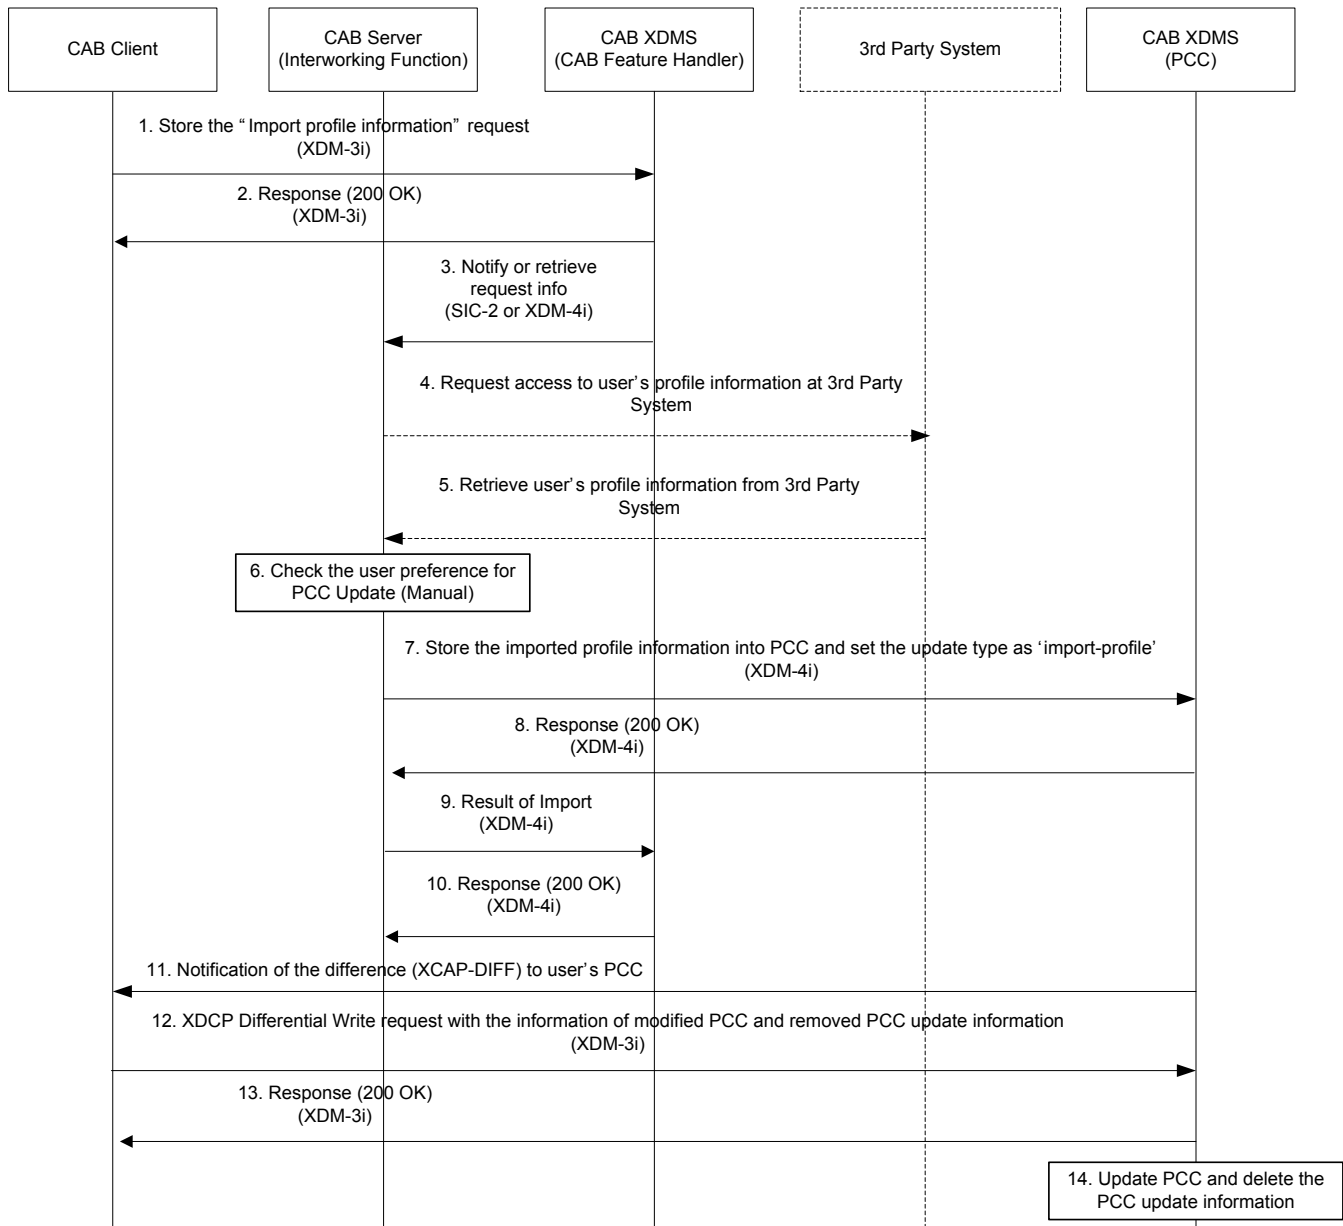 CAB Client
CAB Server
(Interworking Function)
CAB XDMS
(CAB Feature Handler)
3rd Party System
CAB XDMS
(PCC)
1. Store the “Import profile information” request
(XDM-3i)
2. Response (200 OK)
(XDM-3i)
3. Notify or retrieve
request info
(SIC-2 or XDM-4i)
4. Request access to user’s profile information at 3rd Party
System
5. Retrieve user’s profile information from 3rd Party
System
6. Check the user preference for
PCC Update (Manual)
7. Store the imported profile information into PCC and set the update type as ‘import-profile’
(XDM-4i)
8. Response (200 OK)
(XDM-4i)
9. Result of Import
(XDM-4i)
10. Response (200 OK)
(XDM-4i)
11. Notification of the difference (XCAP-DIFF) to user’s PCC
12. XDCP Differential Write request with the information of modified PCC and removed PCC update information
(XDM-3i)
13. Response (200 OK)
(XDM-3i)
14. Update PCC and delete the
PCC update information